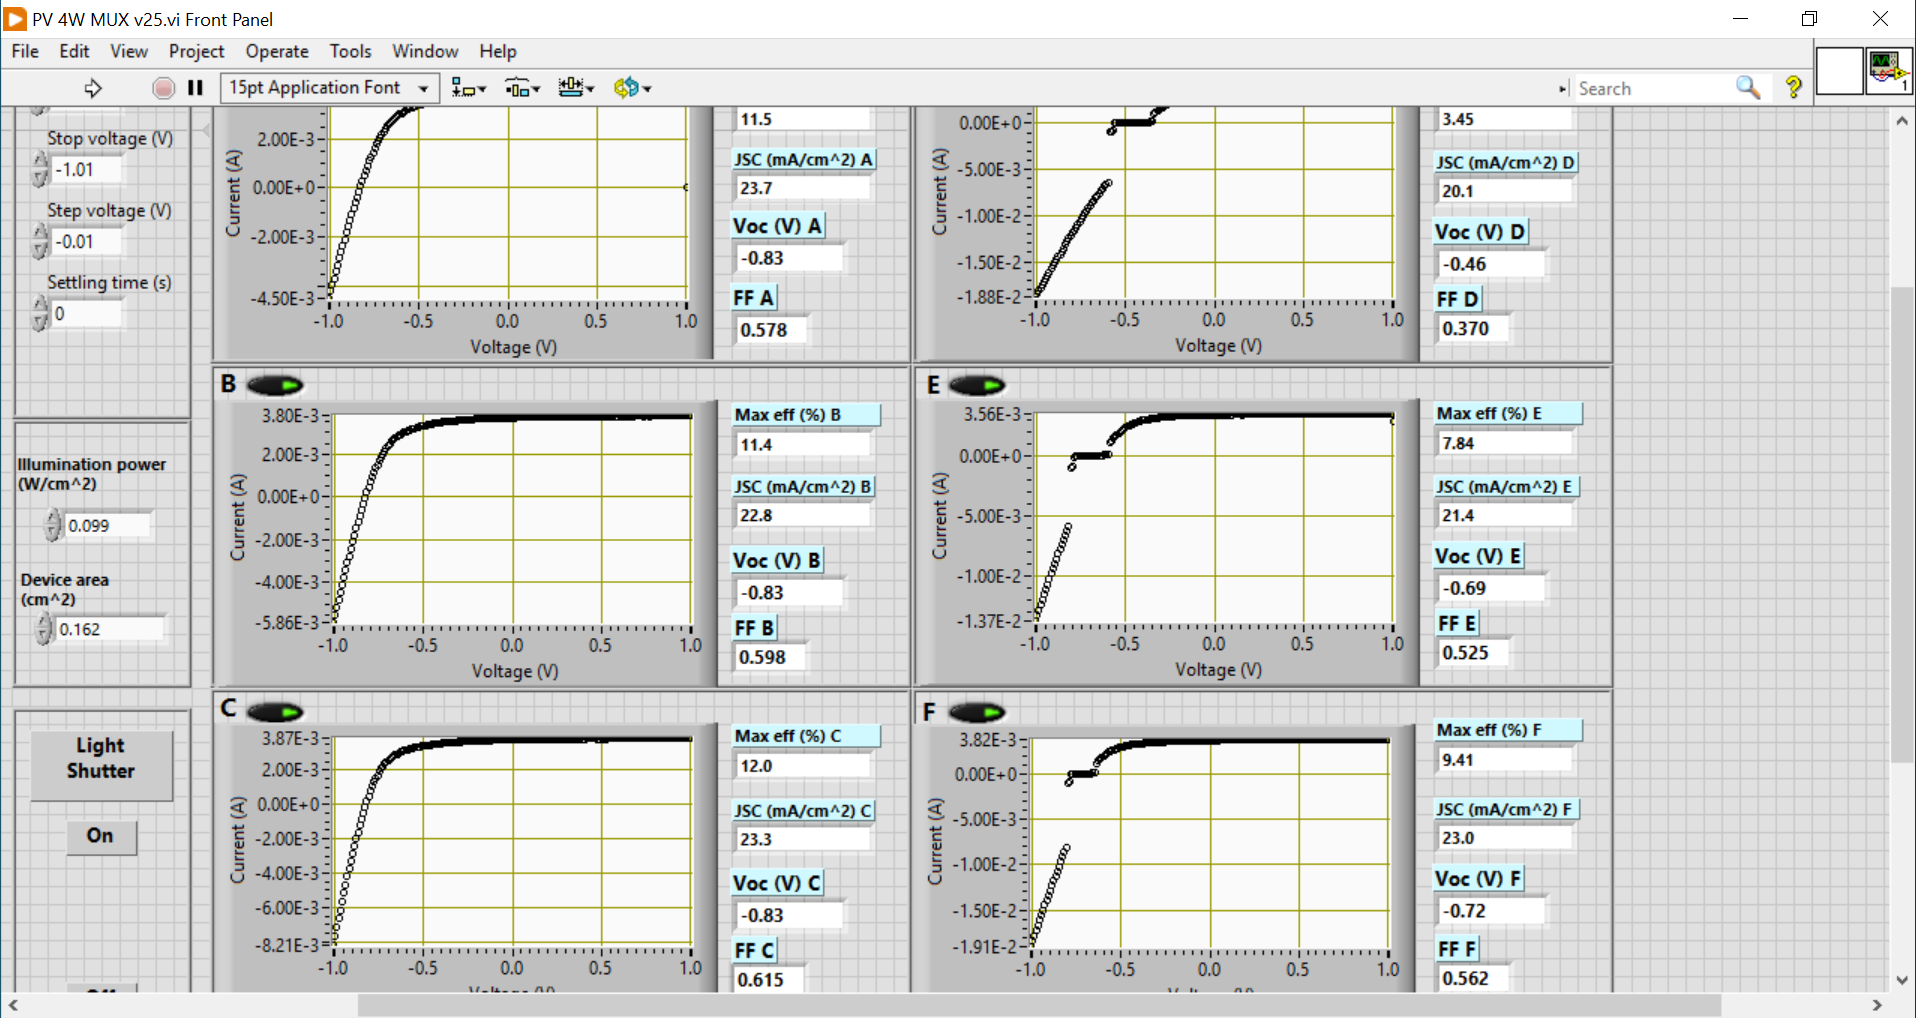 PV 4W MUX v25.vi Front Panel
File Edit View Project Operate Tools Window Help
15pt Application Font
Search
1
Stop voltage (V)
-1.01
Step voltage (V)
-0.01
Settling time (s)
0
Illumination power
(W/cm^2)
0.099
Device area
(cm^2)
0.162
Light
Shutter
On
2.00E-3
0.00E+0
-2.00E-3
-4.50E-3
Current (A)
-1.0 -0.5 0.0 0.5 1.0
Voltage (V)
11.5
JSC (mA/cm^2) A
23.7
Voc (V) A
-0.83
FF A
0.578
0.00E+0
-5.00E-3
-1.00E-2
-1.50E-2
-1.88E-2
Current (A)
-1.0 -0.5 0.0 0.5 1.0
Voltage (V)
3.45
JSC (mA/cm^2) D
20.1
Voc (V) D
-0.46
FF D
0.370
B
3.80E-3
2.00E-3
0.00E+0
-2.00E-3
-4.00E-3
-5.86E-3
Current (A)
-1.0 -0.5 0.0 0.5 1.0
Voltage (V)
Max eff (%) B
11.4
JSC (mA/cm^2) B
22.8
Voc (V) B
-0.83
FF B
0.598
E
3.56E-3
0.00E+0
-5.00E-3
-1.00E-2
-1.37E-2
Current (A)
-1.0 -0.5 0.0 0.5 1.0
Voltage (V)
Max eff (%) E
7.84
JSC (mA/cm^2) E
21.4
Voc (V) E
-0.69
FF E
0.525
C
3.87E-3
2.00E-3
0.00E+0
-2.00E-3
-4.00E-3
-6.00E-3
-8.21E-3
Current (A)
-1.0 -0.5 0.0 0.5 1.0
Max eff (%) C
12.0
JSC (mA/cm^2) C
23.3
Voc (V) C
-0.83
FF C
0.615
F
3.82E-3
0.00E+0
-5.00E-3
-1.00E-2
-1.50E-2
-1.91E-2
Current (A)
-1.0 -0.5 0.0 0.5 1.0
Max eff (%) F
9.41
JSC (mA/cm^2) F
23.0
Voc (V) F
-0.72
FF F
0.562